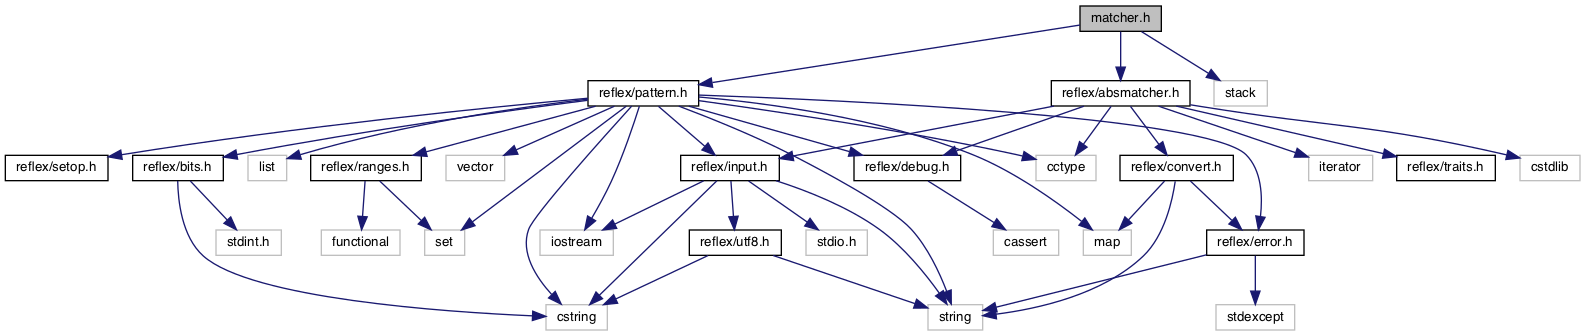 matcher.h
reflex/pattern.h
reflex/absmatcher.h
stack
reflex/setop.h
reflex/bits.h
list
reflex/ranges.h
vector
reflex/input.h
reflex/debug.h
cctype
reflex/convert.h
iterator
reflex/traits.h
cstdlib
stdint.h
functional
set
iostream
reflex/utf8.h
stdio.h
cassert
map
reflex/error.h
cstring
string
stdexcept